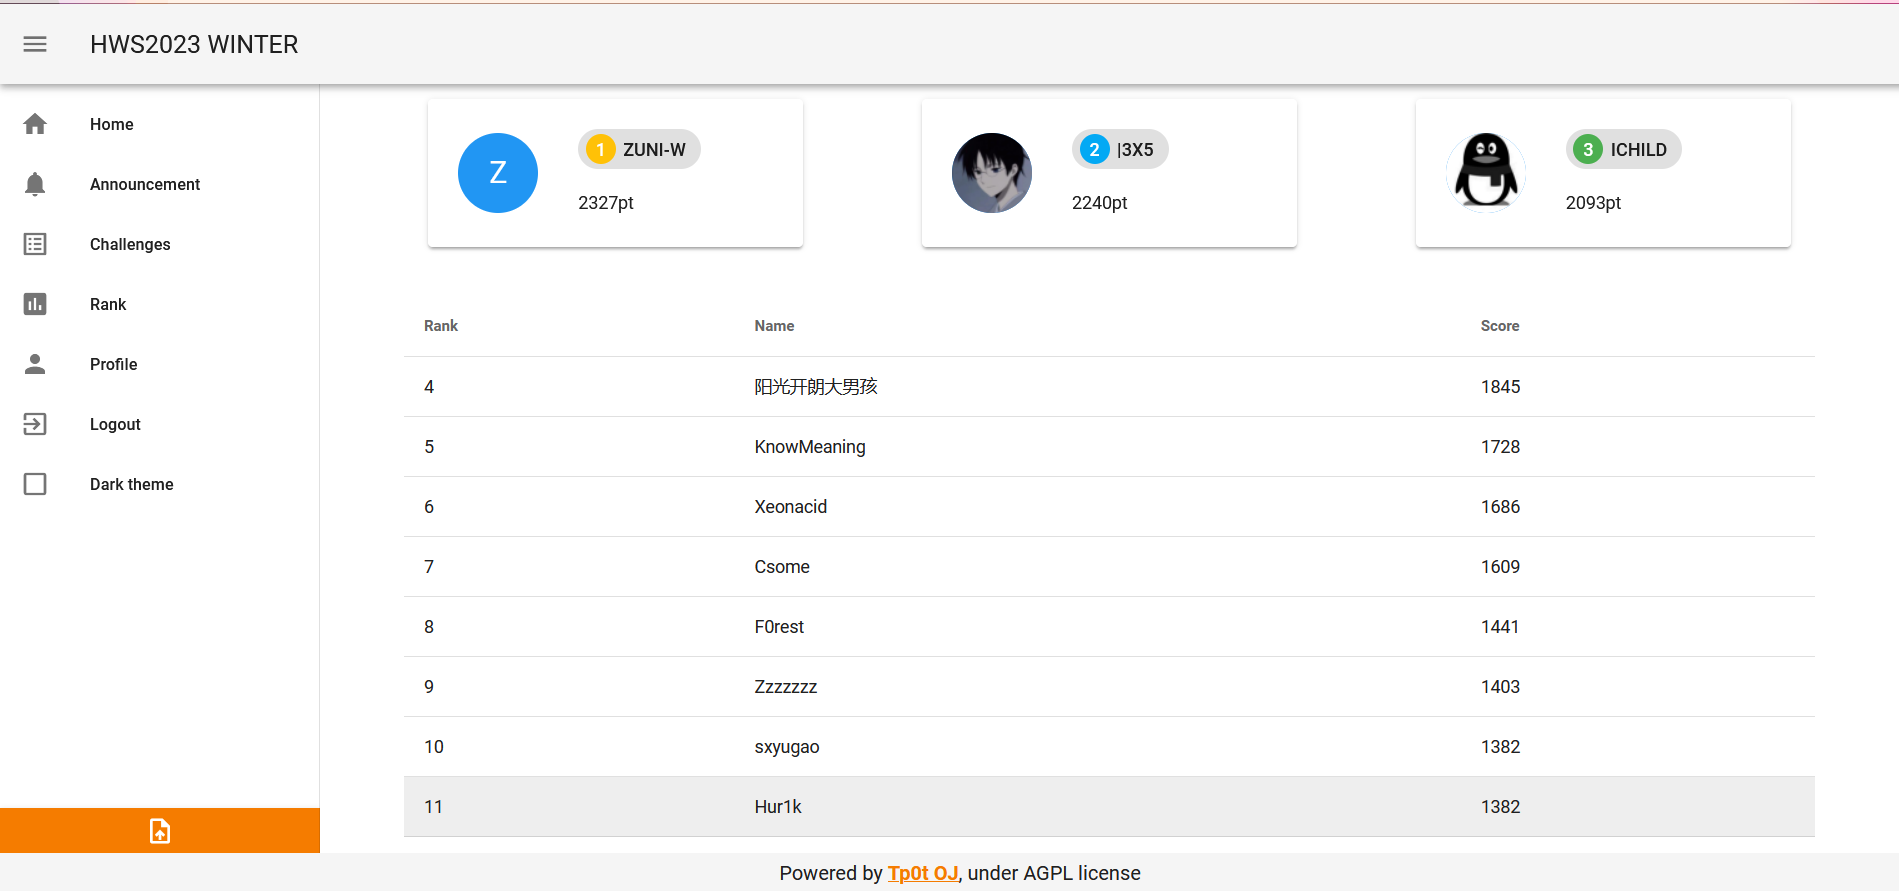 HWS2023 WINTER
Home
Announcement
Challenges
Rank
Profile
Logout
Dark theme
Z
1 ZUNI-W
2327pt
2 |3X5
2240pt
3 ICHILD
2093pt
Rank Name Score
4 阳光开朗大男孩 1845
5 KnowMeaning 1728
6 Xeonacid 1686
7 Csome 1609
8 F0rest 1441
9 Zzzzzzz 1403
10 sxyugao 1382
11 Hur1k 1382
Powered by Tp0t OJ, under AGPL license